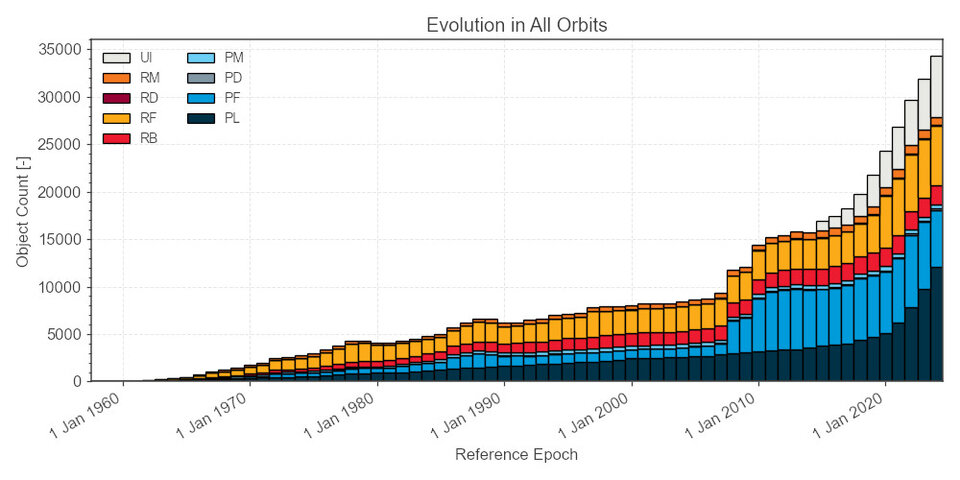 Evolution in All Orbits
Object Count [-]
35000
30000
25000
20000
15000
10000
5000
0
UI
RM
RD
RF
RB
PM
PD
PF
PL
1 Jan 1960
1 Jan 1970
1 Jan 1980
1 Jan 1990
1 Jan 2000
1 Jan 2010
1 Jan 2020
Reference Epoch